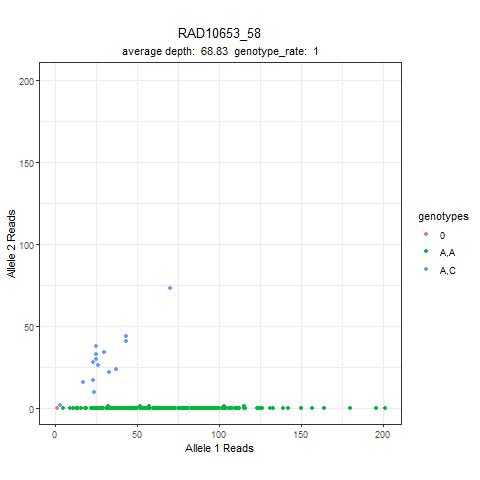 RAD10653_58
average depth: 68.83 genotype_rate: 1
200
150
100
50
0
Allele 2 Reads
0
50
100
150
200
Allele 1 Reads
genotypes
0
A,A
A,C